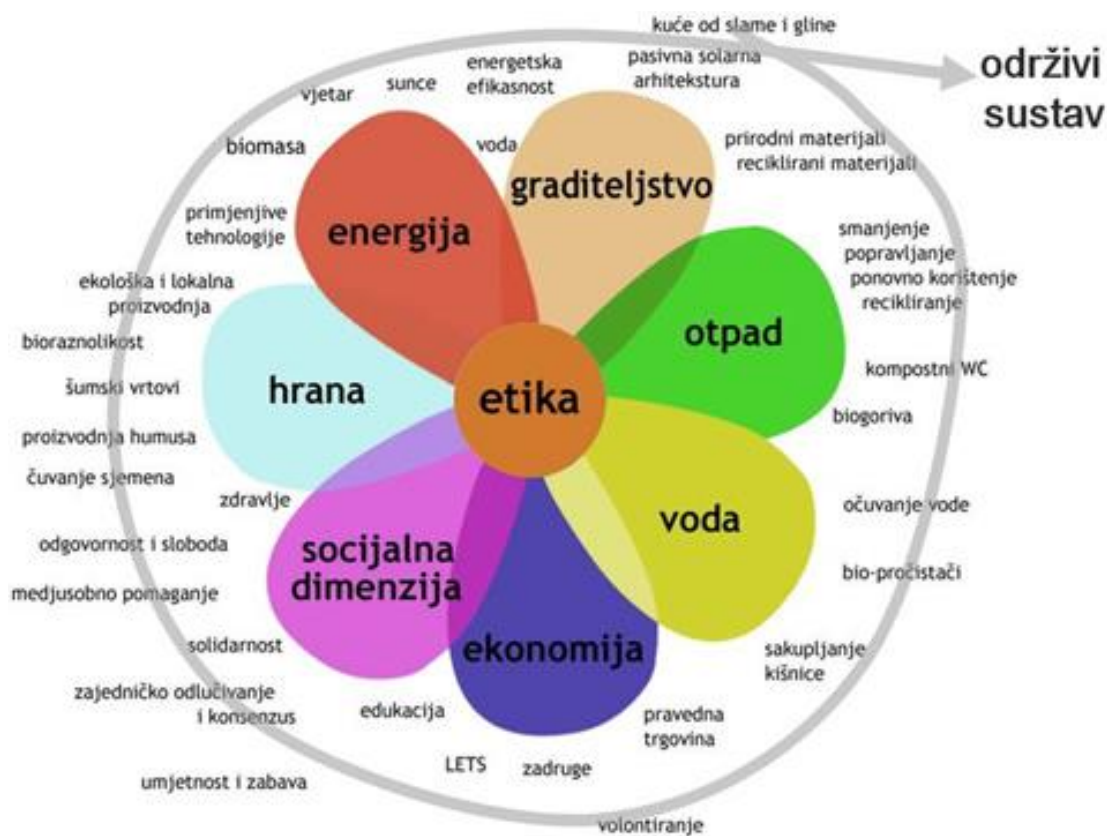 kuće od slame i gline
pasivna solarna
arhitektura
održivi
sustav
energetska
efikasnost
sunce
vjetar
voda
biomasa
prirodni materijali
reciklirani materijali
graditeljstvo
energija
primjenjive
tehnologije
smanjenje
popravljanje
ponovno korištenje
recikliranje
ekološka i lokalna
proizvodnja
otpad
bioraznolikost
kompostni WC
šumski vrtovi
hrana
etika
biogoriva
proizvodnja humusa
čuvanje sjemena
zdravlje
voda
očuvanje vode
odgovornost i sloboda
socijalna
dimenzija
bio-pročistači
medjusobno pomaganje
solidarnost
ekonomija
sakupljanje
kišnice
zajedničko odlučivanje
i konsenzus
edukacija
pravedna
trgovina
LETS
zadruge
umjetnost i zabava
volontiranje